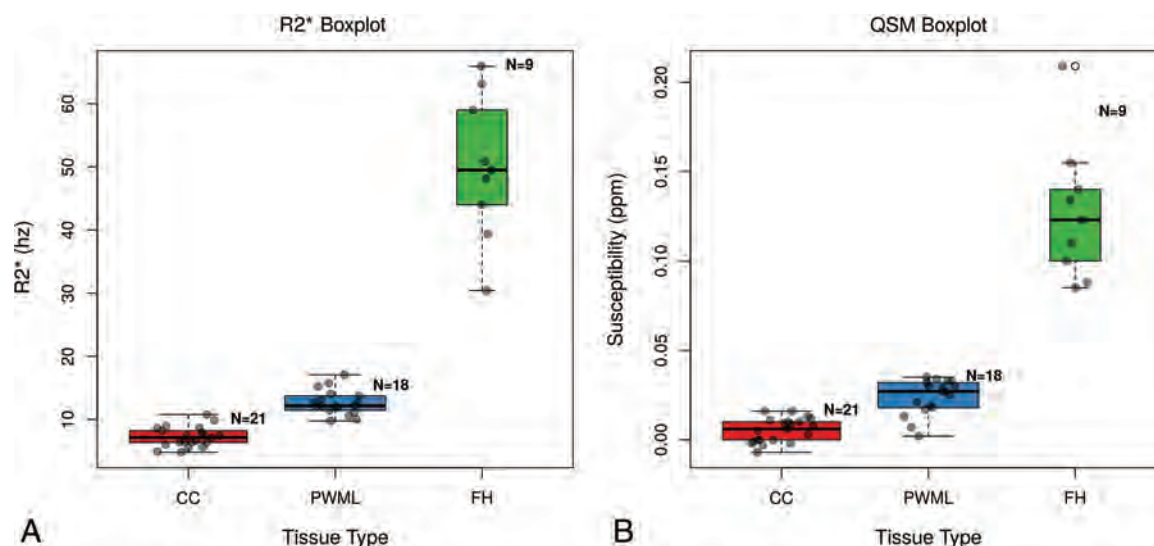 R2* Boxplot
R2* (hz)
60
50
40
30
20
10
N=9
N=18
N=21
CC
PWML
FH
Tissue Type
A
QSM Boxplot
Susceptibility (ppm)
0.20
0.15
0.10
0.05
0.00
N=9
N=18
N=21
CC
PWML
FH
Tissue Type
B